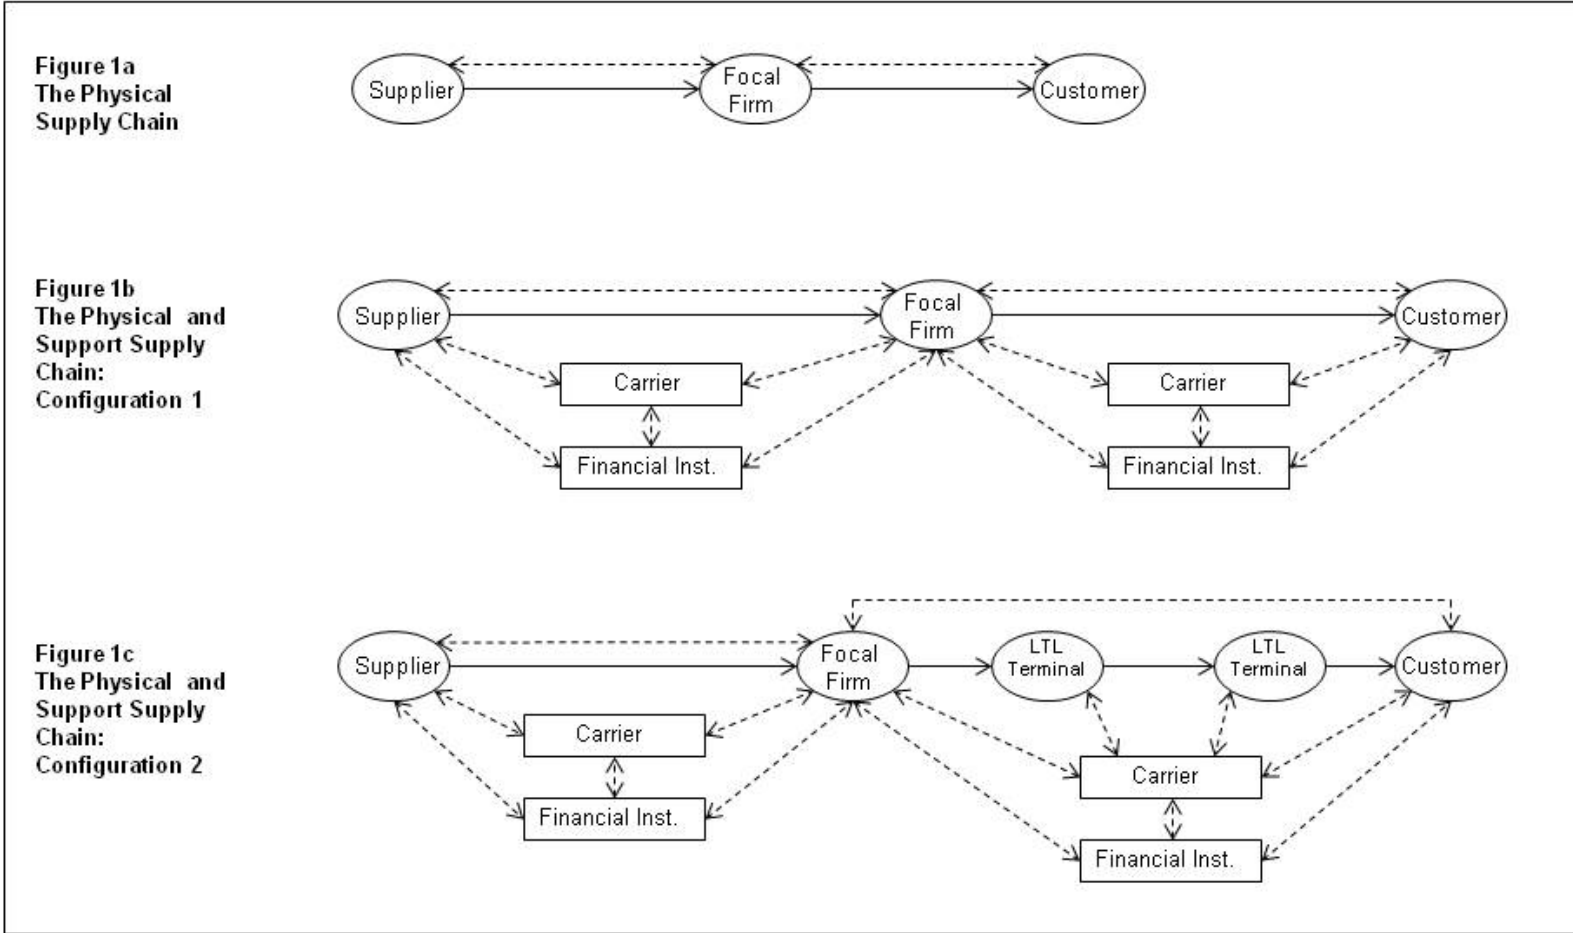 Figure 1a
The Physical
Supply Chain
Supplier
Focal
Firm
Customer
Figure 1b
The Physical and
Support Supply
Chain:
Configuration 1
Supplier
Focal
Firm
Customer
Carrier
Carrier
Financial Inst.
Financial Inst.
Figure 1c
The Physical and
Support Supply
Chain:
Configuration 2
Supplier
Focal
Firm
LTL
Terminal
LTL
Terminal
Customer
Carrier
Carrier
Financial Inst.
Financial Inst.